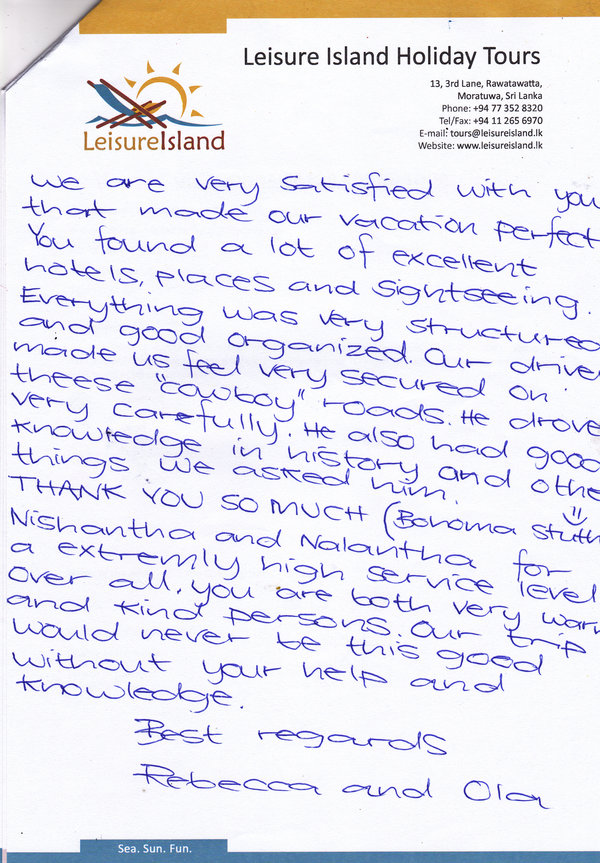 Leisure Island Holiday Tours
13, 3rd Lane, Rawatawatta,
Moratuwa, Sri Lanka
Phone: +94 77 352 8320
Tel/Fax: +94 11 265 6970
E-mail: tours@leisureisland.lk
Website: www.leisureisland.lk
LeisureIsland
We are very satisfied with you
that made our vacation perfect
You found a lot of excellent
hotels, places and sightseeing.
Everything was very structured
and good organized. Our drive
made us feel very secured on
theese "cowboy" roads. He drove
very carefully. He also had good
knowledge in history and othe
things we asked him.
THANK YOU SO MUCH (Bohoma Stuth
Nishantha and Nalantha for
a extremly high service level
over all, you are both very warm
and kind persons. Our trip
would never be this good
without your help and
knowledge.
Best regards
Rebecca and Ola
Sea. Sun. Fun.